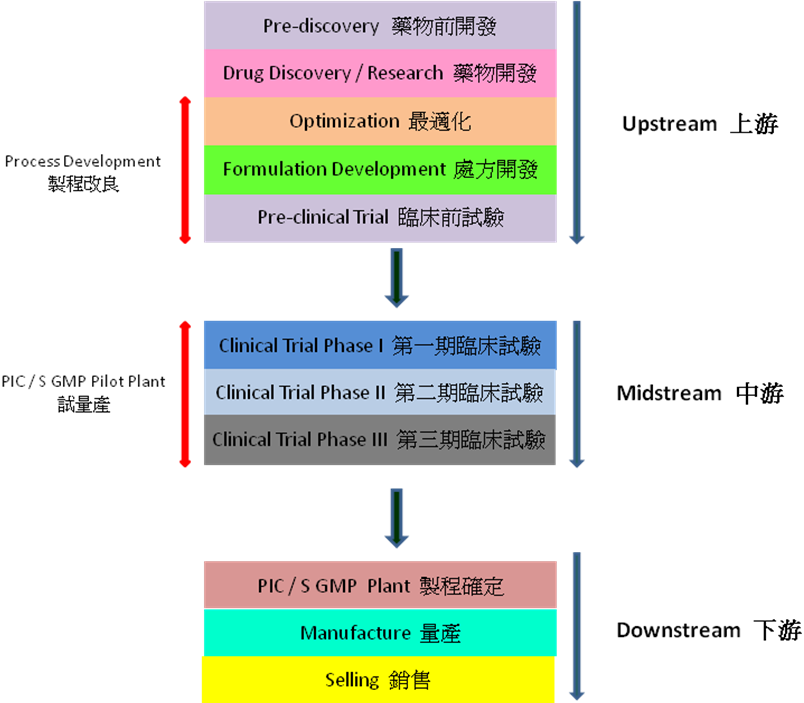 Pre-discovery 藥物前開發
Drug Discovery / Research 藥物開發
Optimization 最適化
Upstream 上游
Process Development
製程改良
Formulation Development 處方開發
Pre-clinical Trial 臨床前試驗
Clinical Trial Phase I 第一期臨床試驗
PIC / S GMP Pilot Plant
試量產
Clinical Trial Phase II 第二期臨床試驗
Midstream 中游
Clinical Trial Phase III 第三期臨床試驗
PIC / S GMP Plant 製程確定
Manufacture 量產
Downstream 下游
Selling 銷售